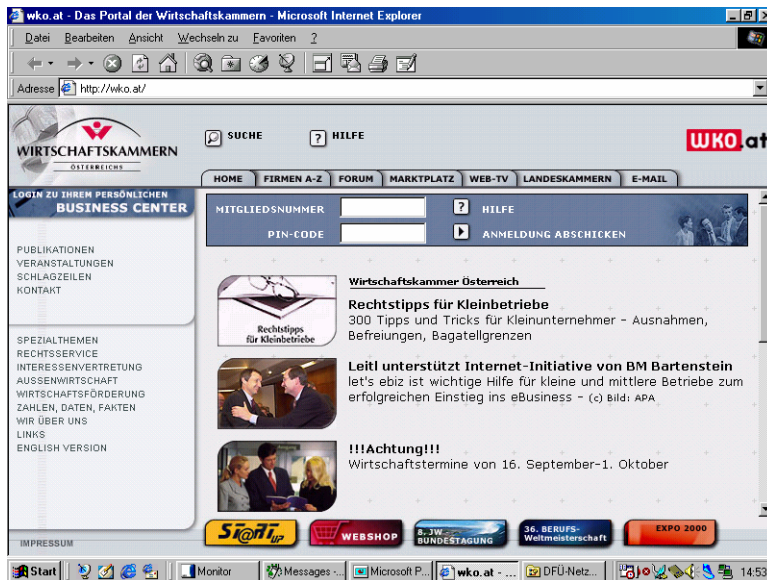 wko.at - Das Portal der Wirtschaftskammern - Microsoft Internet Explorer
Datei Bearbeiten Ansicht Wechseln zu Favoriten ?
Adresse http://wko.at/
WIRTSCHAFTSKAMMERN
ÖSTERREICHS
SUCHE
? HILFE
WKO.at
HOME FIRMEN A-Z FORUM MARKTPLATZ WEB-TV LANDESKAMMERN E-MAIL
LOGIN ZU IHREM PERSÖNLICHEN
BUSINESS CENTER
MITGLIEDSNUMMER ? HILFE
PIN-CODE ANMELDUNG ABSCHICKEN
PUBLIKATIONEN
VERANSTALTUNGEN
SCHLAGZEILEN
KONTAKT
SPEZIALTHEMEN
RECHTSSERVICE
INTERESSENVERTRETUNG
AUSSENWIRTSCHAFT
WIRTSCHAFTSFÖRDERUNG
ZAHLEN, DATEN, FAKTEN
WIR ÜBER UNS
LINKS
ENGLISH VERSION
IMPRESSUM
Wirtschaftskammer Österreich
Rechtstipps
für Kleinbetriebe
Rechtstipps für Kleinbetriebe
300 Tipps und Tricks für Kleinunternehmer - Ausnahmen,
Befreiungen, Bagatellgrenzen
Leitl unterstützt Internet-Initiative von BM Bartenstein
let's ebiz ist wichtige Hilfe für kleine und mittlere Betriebe zum
erfolgreichen Einstieg ins eBusiness - (c) Bild: APA
!!!Achtung!!!
Wirtschaftstermine von 16. September-1. Oktober
St@rt UP
WEBSHOP
8. JW
BUNDESTAGUNG
36. BERUFS-
Weltmeisterschaft
EXPO 2000
Start Monitor Messages -... Microsoft P... wko.at - ... DFÜ-Netz... 14:53